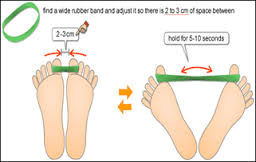 find a wide rubber band and adjust it so there is 2 to 3 cm of space between
2-3cm
hold for 5-10 seconds